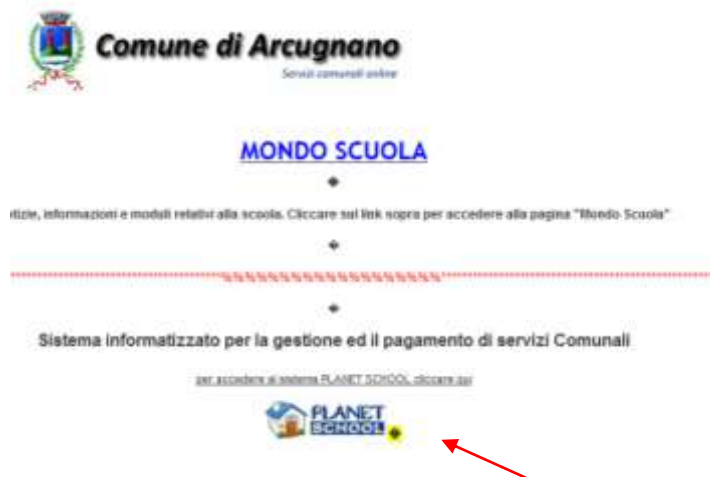 Comune di Arcugnano
Servizi comunali online
MONDO SCUOLA
otizie, informazioni e moduli relativi alla scuola. Cliccare sul link sopra per accedere alla pagina "Mondo Scuola"
Sistema informatizzato per la gestione ed il pagamento di servizi Comunali
per accedere al sistema PLANET SCHOOL cliccare qui
PLANET
SCHOOL